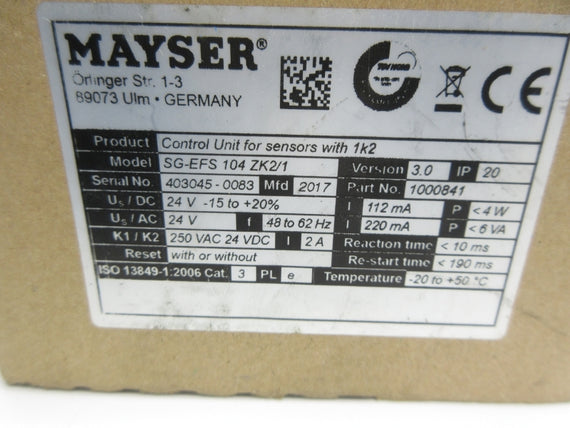 MAYSER®
Örlinger Str. 1-3
89073 Ulm • GERMANY
CE
Product Control Unit for sensors with 1k2
Model SG-EFS 104 ZK2/1 Version 3.0 IP 20
Serial No. 403045 - 0083 Mfd 2017 Part No. 1000841
US / DC 24 V -15 to +20% I 112 mA P < 4 W
US / AC 24 V f 48 to 62 Hz I 220 mA P < 6 VA
K1 / K2 250 VAC 24 VDC I 2 A Reaction time < 10 ms
Reset with or without Re-start time < 190 ms
ISO 13849-1:2006 Cat. 3 PL e Temperature -20 to +50 °C